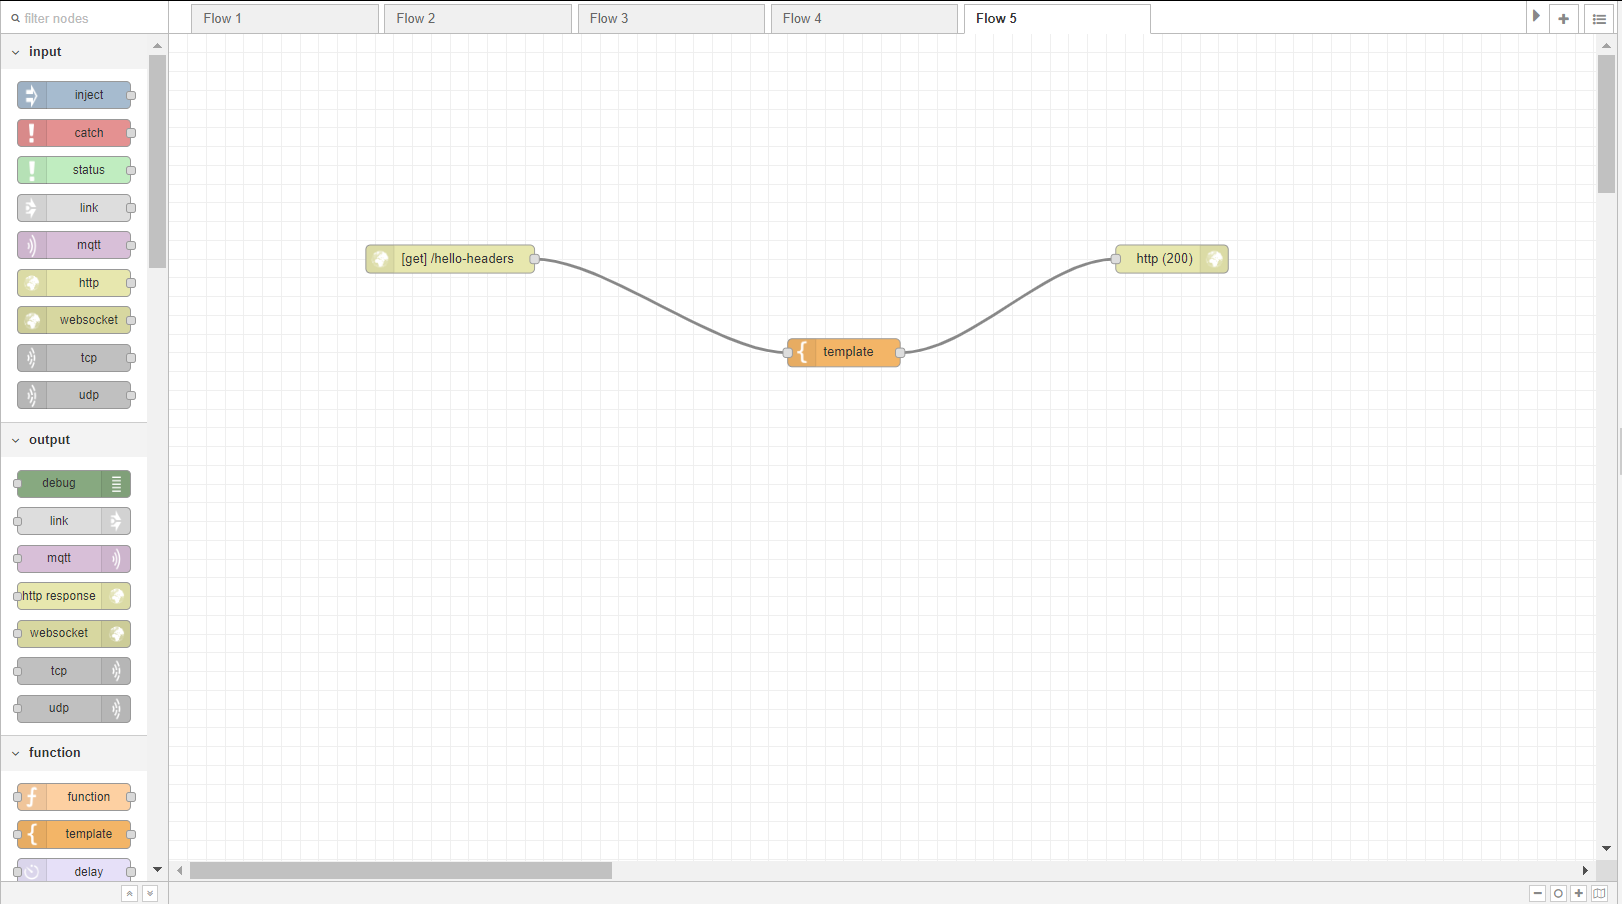 filter nodes
Flow 1
Flow 2
Flow 3
Flow 4
Flow 5
input
inject
catch
status
link
mqtt
http
websocket
tcp
udp
output
debug
link
mqtt
http response
websocket
tcp
udp
function
function
template
delay
[get] /hello-headers
template
http (200)